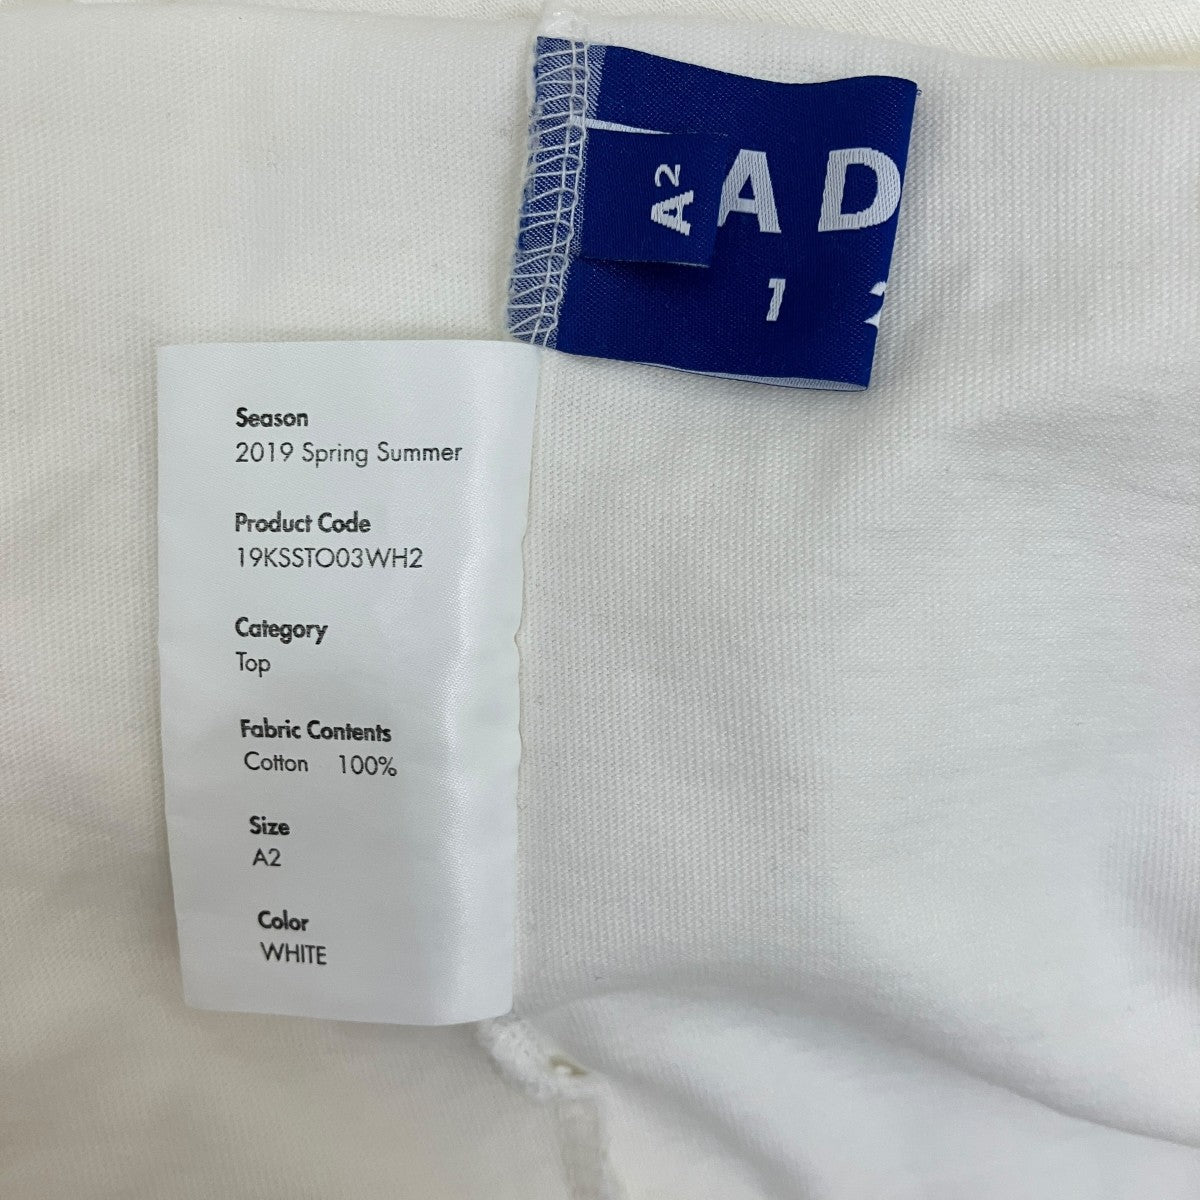 A2
A D
1
Season
2019 Spring Summer
Product Code
19KSSTO03WH2
Category
Top
Fabric Contents
Cotton 100%
Size
A2
Color
WHITE